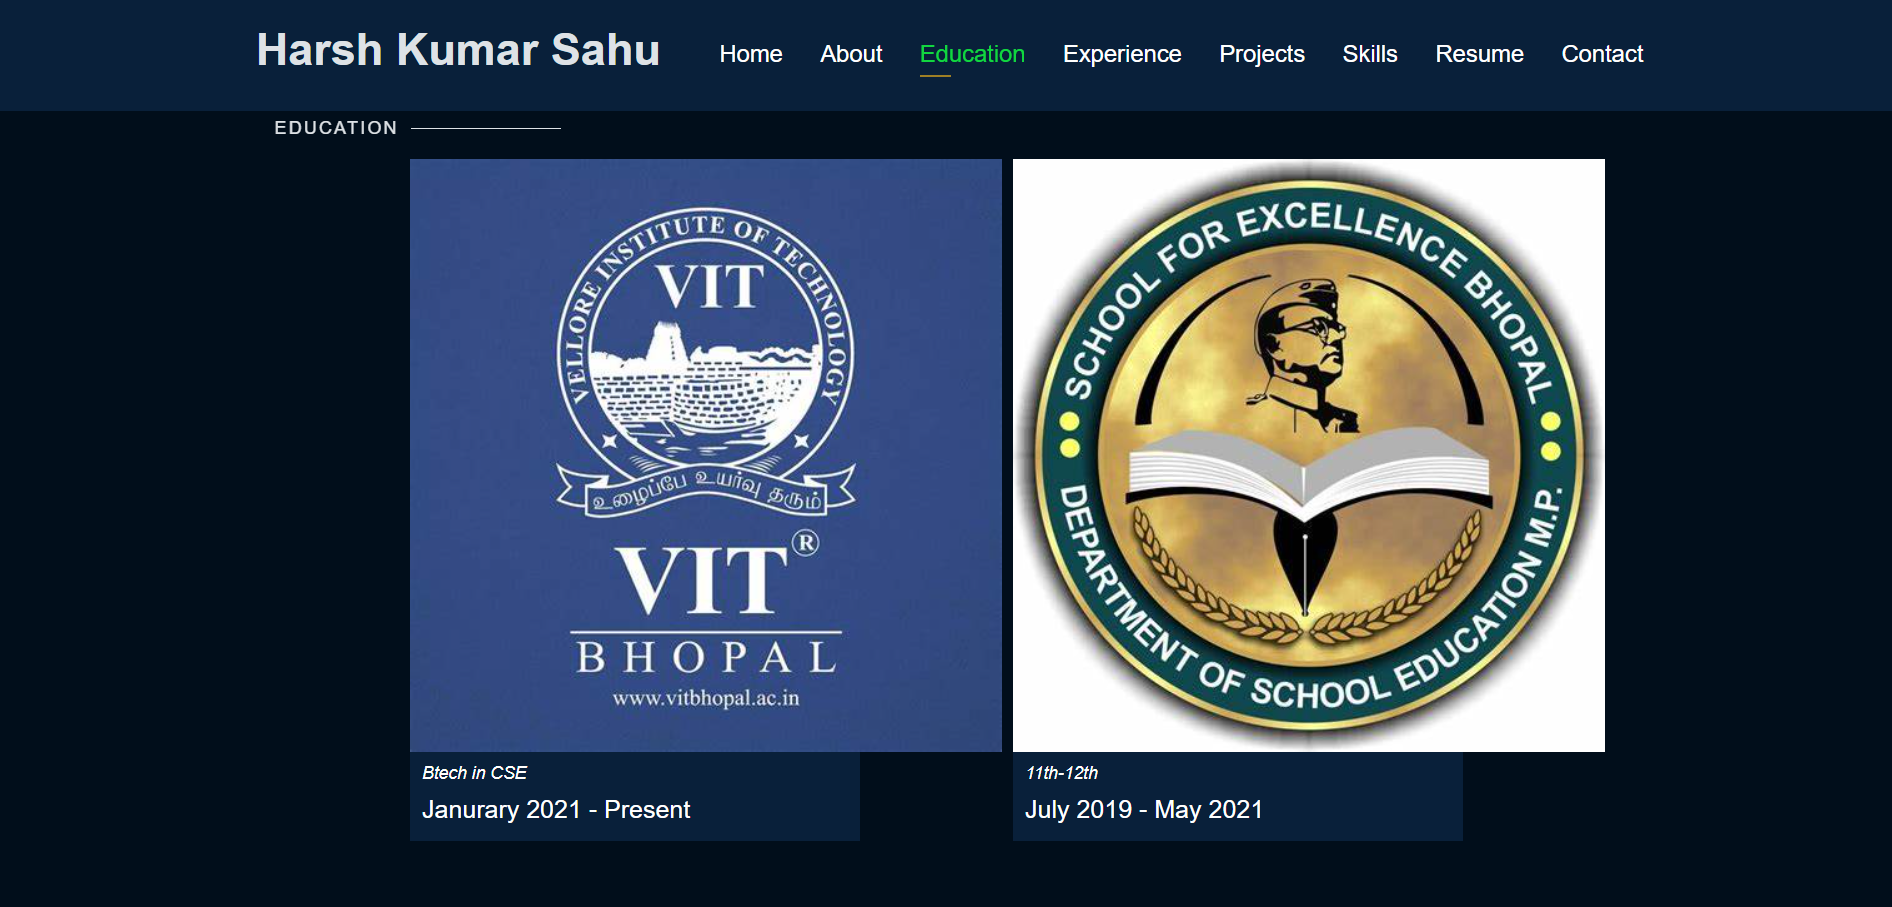 Harsh Kumar Sahu
Home About Education Experience Projects Skills Resume Contact
EDUCATION
VELLORE INSTITUTE OF TECHNOLOGY
VIT
உழைப்பே உயர்வு தரும்
VIT®
BHOPAL
www.vitbhopal.ac.in
Btech in CSE
Janurary 2021 - Present
SCHOOL FOR EXCELLENCE BHOPAL
DEPARTMENT OF SCHOOL EDUCATION M.P.
11th-12th
July 2019 - May 2021